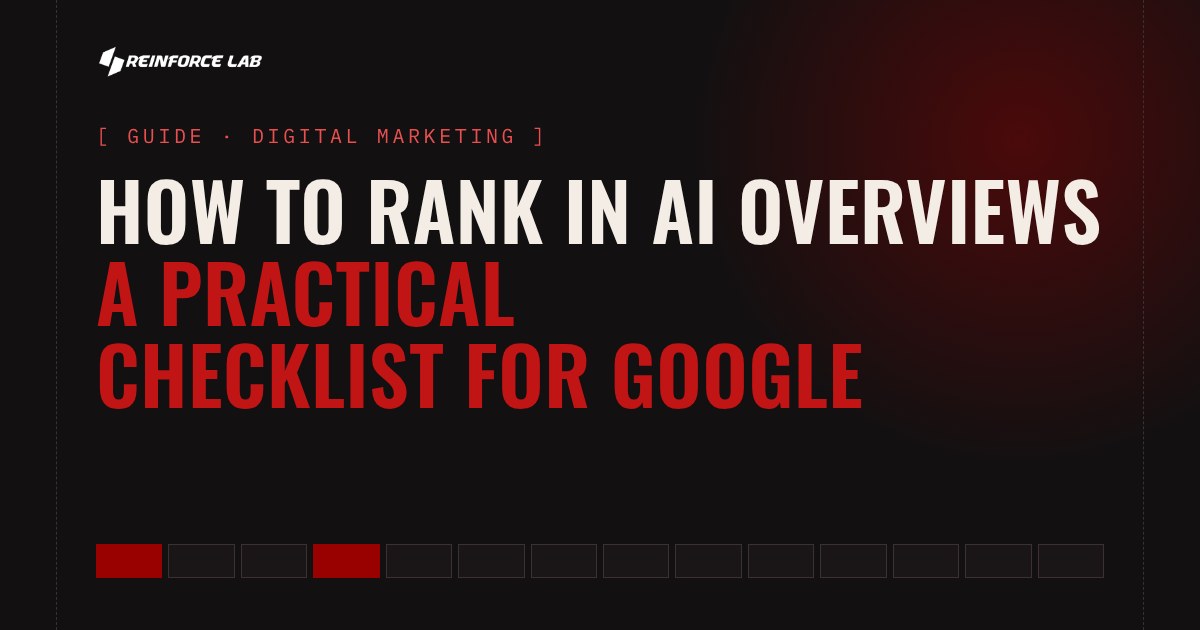 REINFORCE LAB
[ GUIDE · DIGITAL MARKETING ]
HOW TO RANK IN AI OVERVIEWS
A PRACTICAL
CHECKLIST FOR GOOGLE